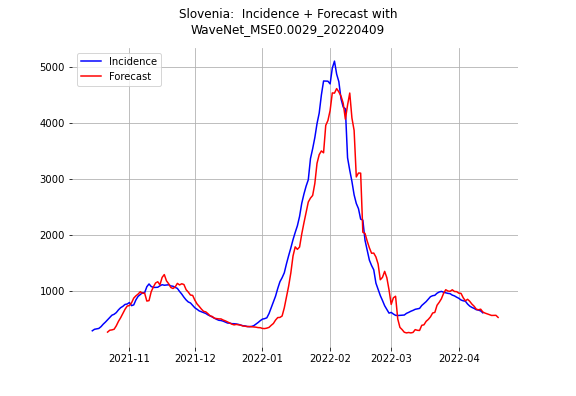 Slovenia:  Incidence + Forecast with
WaveNet_MSE0.0029_20220409
Incidence
Forecast
5000
4000
3000
2000
1000
2021-11 2021-12 2022-01 2022-02 2022-03 2022-04